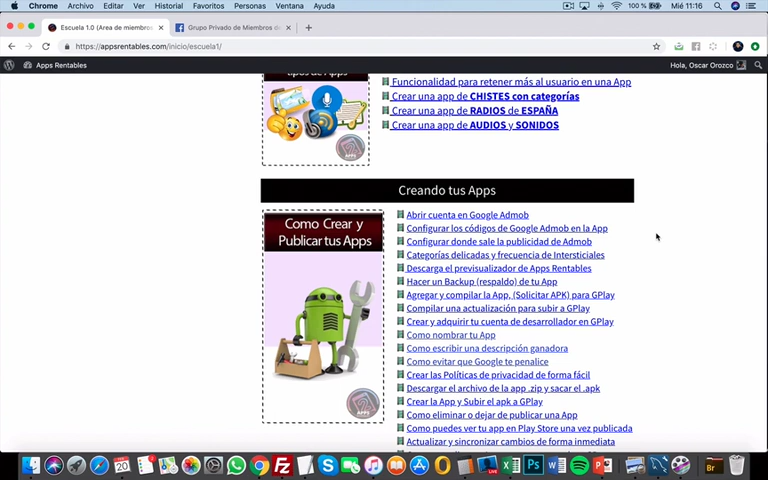 Chrome Archivo Editar Ver Historial Favoritos Personas Ventana Ayuda 100 % Mié 11:16
Escuela 1.0 (Area de miembros Grupo Privado de Miembros de
https://appsrentables.com/inicio/escuela1/
Apps Rentables Hola, Oscar Orozco
tipos de Apps
Funcionalidad para retener más al usuario en una App
Crear una app de CHISTES con categorías
Crear una app de RADIOS de ESPAÑA
Crear una app de AUDIOS y SONIDOS
Creando tus Apps
Como Crear y
Publicar tus Apps
APPS
Abrir cuenta en Google Admob
Configurar los códigos de Google Admob en la App
Configurar donde sale la publicidad de Admob
Categorías delicadas y frecuencia de Intersticiales
Descarga el previsualizador de Apps Rentables
Hacer un Backup (respaldo) de tu App
Agregar y compilar la App, (Solicitar APK) para GPlay
Compilar una actualización para subir a GPlay
Crear y adquirir tu cuenta de desarrollador en GPlay
Como nombrar tu App
Como escribir una descripción ganadora
Como evitar que Google te penalice
Crear las Políticas de privacidad de forma fácil
Descargar el archivo de la app .zip y sacar el .apk
Crear la App y Subir el apk a GPlay
Como eliminar o dejar de publicar una App
Como puedes ver tu app en Play Store una vez publicada
Actualizar y sincronizar cambios de forma inmediata
20
Ps
Br